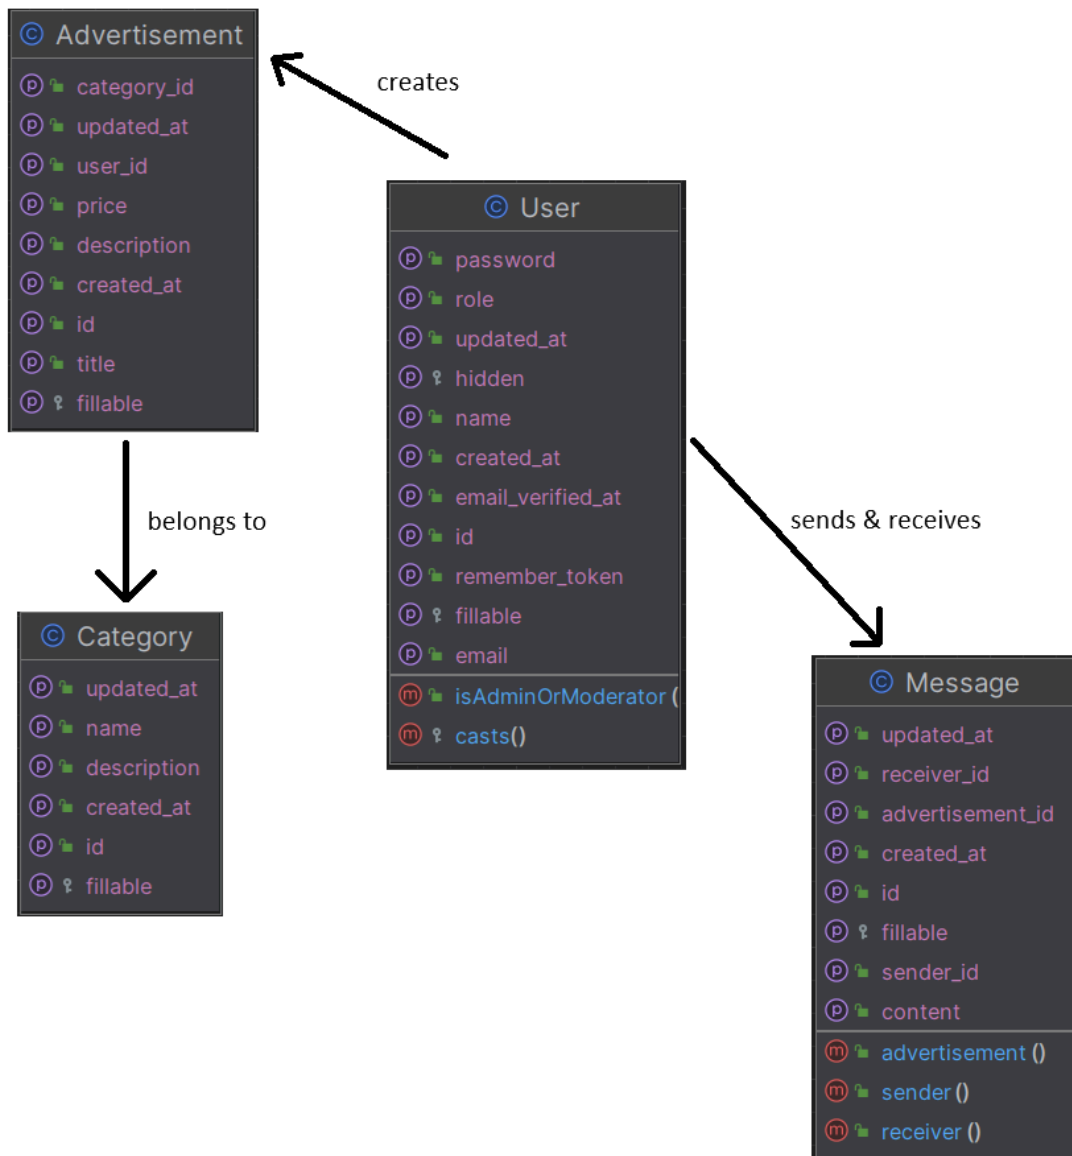 Advertisement
category_id
updated_at
user_id
price
description
created_at
id
title
fillable
creates
User
password
role
updated_at
hidden
name
created_at
email_verified_at
id
remember_token
fillable
email
isAdminOrModerator (
casts()
belongs to
Category
updated_at
name
description
created_at
id
fillable
sends & receives
Message
updated_at
receiver_id
advertisement_id
created_at
id
fillable
sender_id
content
advertisement ()
sender ()
receiver ()